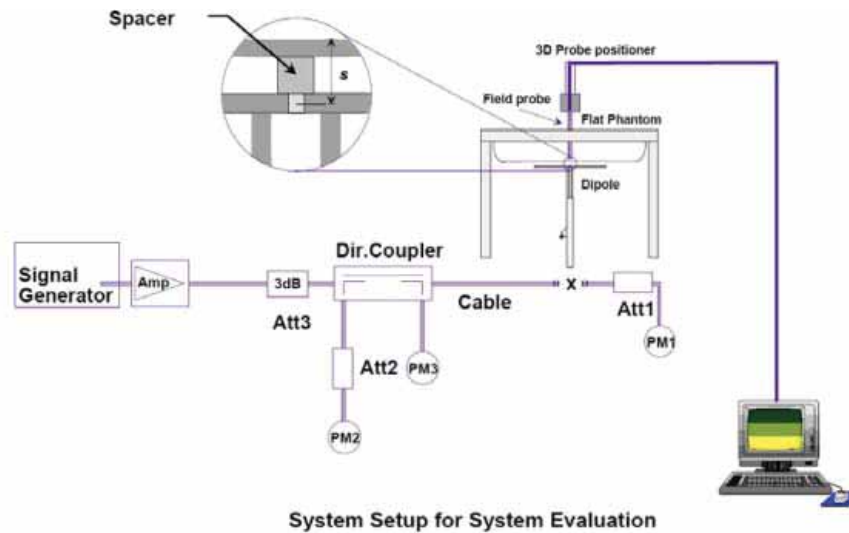 Spacer
s
3D Probe positioner
Field probe
Flat Phantom
Dipole
Signal
Generator
Amp
3dB
Att3
Dir.Coupler
Cable
x
Att1
PM1
Att2
PM3
PM2
System Setup for System Evaluation